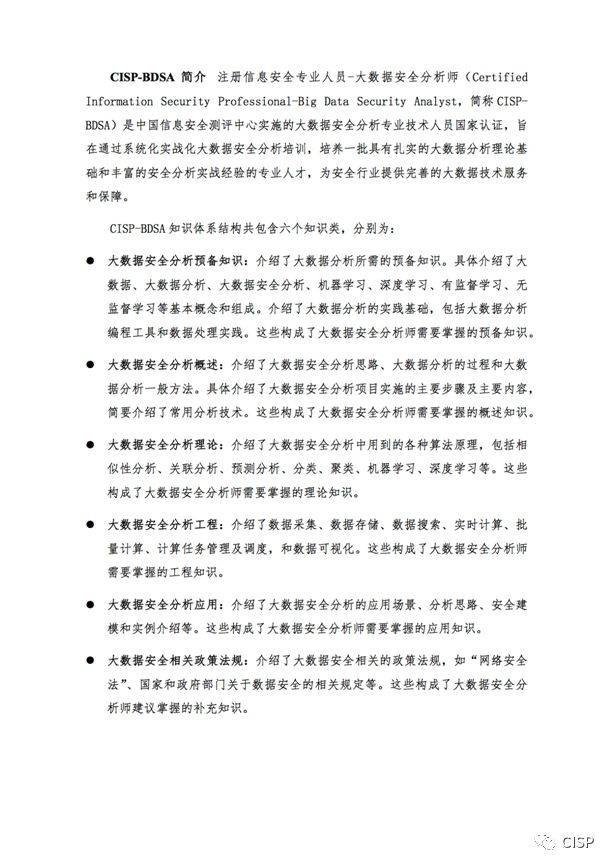 CISP-BDSA 简介 注册信息安全专业人员-大数据安全分析师（Certified
Information Security Professional-Big Data Security Analyst，简称 CISP-
BDSA）是中国信息安全测评中心实施的大数据安全分析专业技术人员国家认证，旨
在通过系统化实战化大数据安全分析培训，培养一批具有扎实的大数据分析理论基
础和丰富的安全分析实战经验的专业人才，为安全行业提供完善的大数据技术服务
和保障。
CISP-BDSA 知识体系结构共包含六个知识类，分别为：
● 大数据安全分析预备知识：介绍了大数据分析所需的预备知识。具体介绍了大
数据、大数据分析、大数据安全分析、机器学习、深度学习、有监督学习、无
监督学习等基本概念和组成。介绍了大数据分析的实践基础，包括大数据分析
编程工具和数据处理实践。这些构成了大数据安全分析师需要掌握的预备知识。
● 大数据安全分析概述：介绍了大数据安全分析思路、大数据分析的过程和大数
据分析一般方法。具体介绍了大数据安全分析项目实施的主要步骤及主要内容，
简要介绍了常用分析技术。这些构成了大数据安全分析师需要掌握的概述知识。
● 大数据安全分析理论：介绍了大数据安全分析中用到的各种算法原理，包括相
似性分析、关联分析、预测分析、分类、聚类、机器学习、深度学习等。这些
构成了大数据安全分析师需要掌握的理论知识。
● 大数据安全分析工程：介绍了数据采集、数据存储、数据搜索、实时计算、批
量计算、计算任务管理及调度，和数据可视化。这些构成了大数据安全分析师
需要掌握的工程知识。
● 大数据安全分析应用：介绍了大数据安全分析的应用场景、分析思路、安全建
模和实例介绍等。这些构成了大数据安全分析师需要掌握的应用知识。
● 大数据安全相关政策法规：介绍了大数据安全相关的政策法规，如“网络安全
法”、国家和政府部门关于数据安全的相关规定等。这些构成了大数据安全分
析师建议掌握的补充知识。
CISP